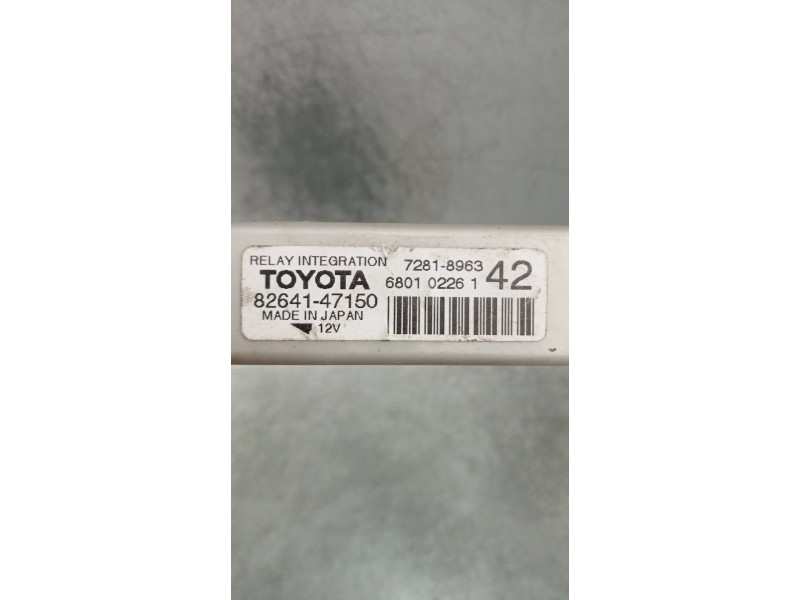 RELAY INTEGRATION 7281-8963
TOYOTA 6801 0226 1 42
82641-47150
MADE IN JAPAN
12V